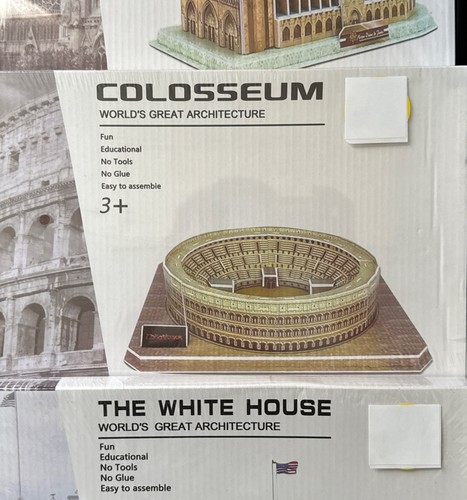 COLOSSEUM
WORLD'S GREAT ARCHITECTURE
Fun
Educational
No Tools
No Glue
Easy to assemble
3+
THE WHITE HOUSE
WORLD'S GREAT ARCHITECTURE
Fun
Educational
No Tools
No Glue
Easy to assemble